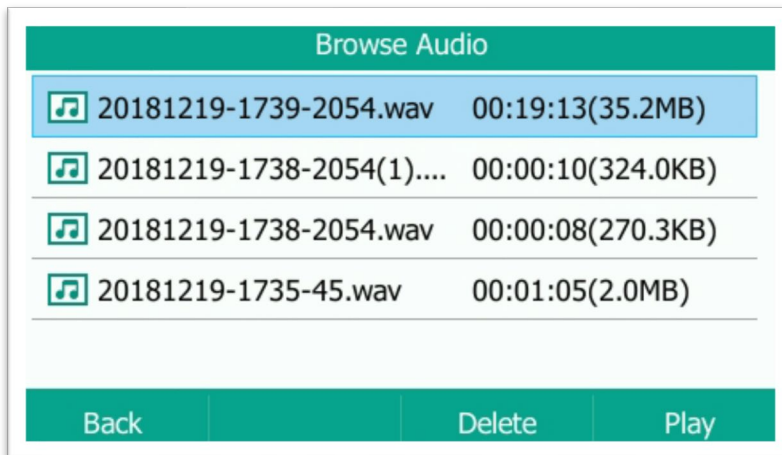 Browse Audio
20181219-1739-2054.wav 00:19:13(35.2MB)
20181219-1738-2054(1).... 00:00:10(324.0KB)
20181219-1738-2054.wav 00:00:08(270.3KB)
20181219-1735-45.wav 00:01:05(2.0MB)
Back Delete Play